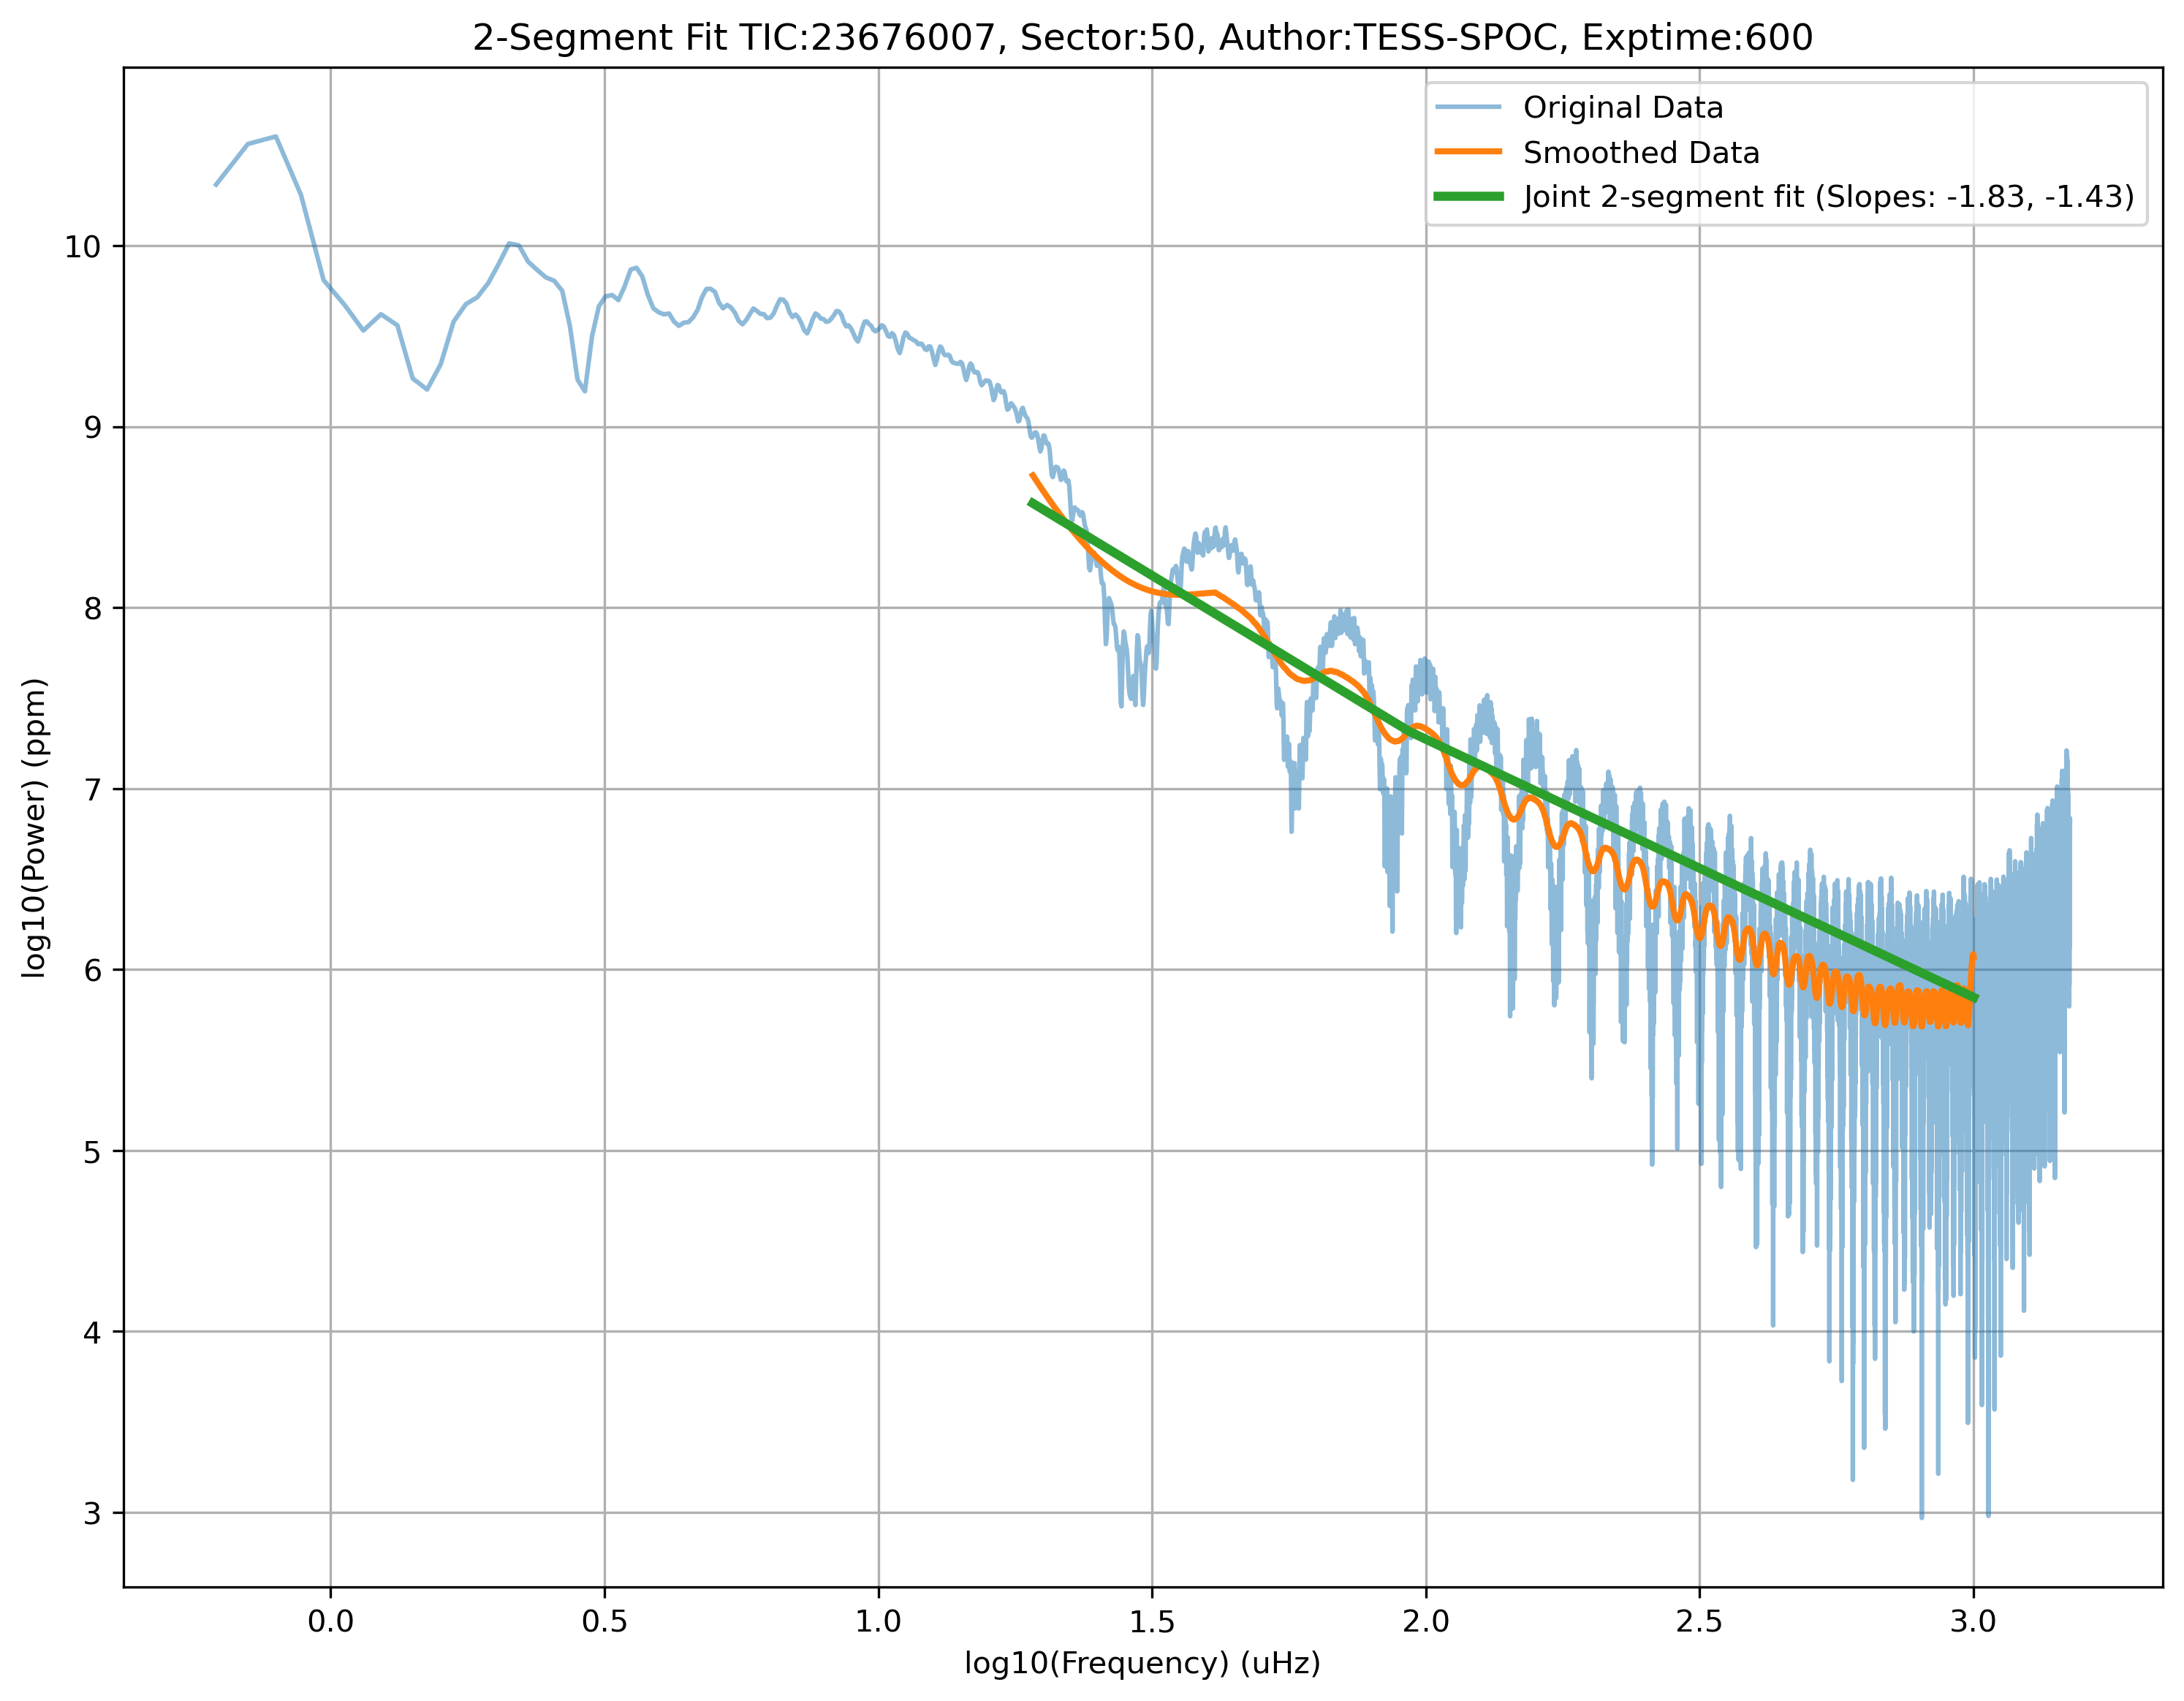 2-Segment Fit TIC:23676007, Sector:50, Author:TESS-SPOC, Exptime:600
Original Data
Smoothed Data
Joint 2-segment fit (Slopes: -1.83, -1.43)
log10(Power) (ppm)
10
9
8
7
6
5
4
3
0.0 0.5 1.0 1.5 2.0 2.5 3.0
log10(Frequency) (uHz)